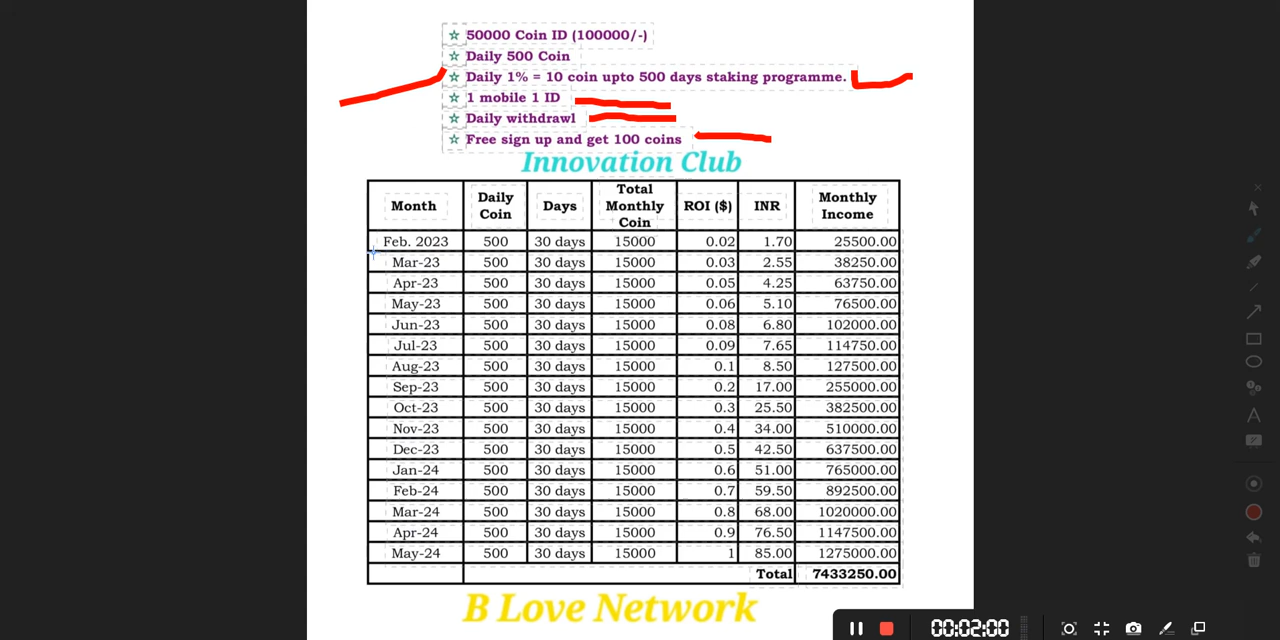 ☆ 50000 Coin ID (100000/-)
☆ Daily 500 Coin
☆ Daily 1% = 10 coin upto 500 days staking programme.
☆ 1 mobile 1 ID
☆ Daily withdrawl
☆ Free sign up and get 100 coins
Innovation Club
Month Daily Coin Days Total Monthly Coin ROI ($) INR Monthly Income
Feb. 2023 500 30 days 15000 0.02 1.70 25500.00
Mar-23 500 30 days 15000 0.03 2.55 38250.00
Apr-23 500 30 days 15000 0.05 4.25 63750.00
May-23 500 30 days 15000 0.06 5.10 76500.00
Jun-23 500 30 days 15000 0.08 6.80 102000.00
Jul-23 500 30 days 15000 0.09 7.65 114750.00
Aug-23 500 30 days 15000 0.1 8.50 127500.00
Sep-23 500 30 days 15000 0.2 17.00 255000.00
Oct-23 500 30 days 15000 0.3 25.50 382500.00
Nov-23 500 30 days 15000 0.4 34.00 510000.00
Dec-23 500 30 days 15000 0.5 42.50 637500.00
Jan-24 500 30 days 15000 0.6 51.00 765000.00
Feb-24 500 30 days 15000 0.7 59.50 892500.00
Mar-24 500 30 days 15000 0.8 68.00 1020000.00
Apr-24 500 30 days 15000 0.9 76.50 1147500.00
May-24 500 30 days 15000 1 85.00 1275000.00
Total 7433250.00
B Love Network
00:02:00